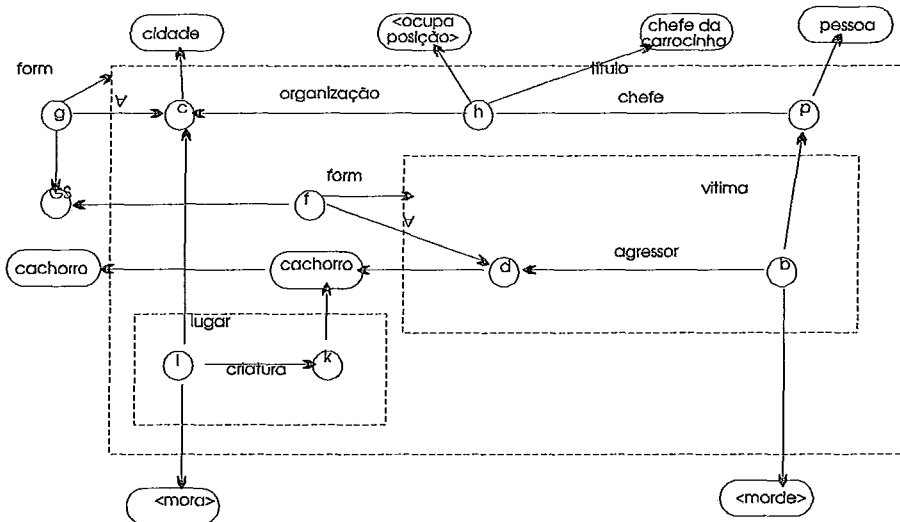 <ocupa
posição>
chefe da
carrocinha
pessoa
cidade
form
título
A
organização
chefe
g
c
h
p
form
vítima
GS
f
A
agressor
cachorro
cachorro
d
b
lugar
l
criatura
k
<mora>
<morde>